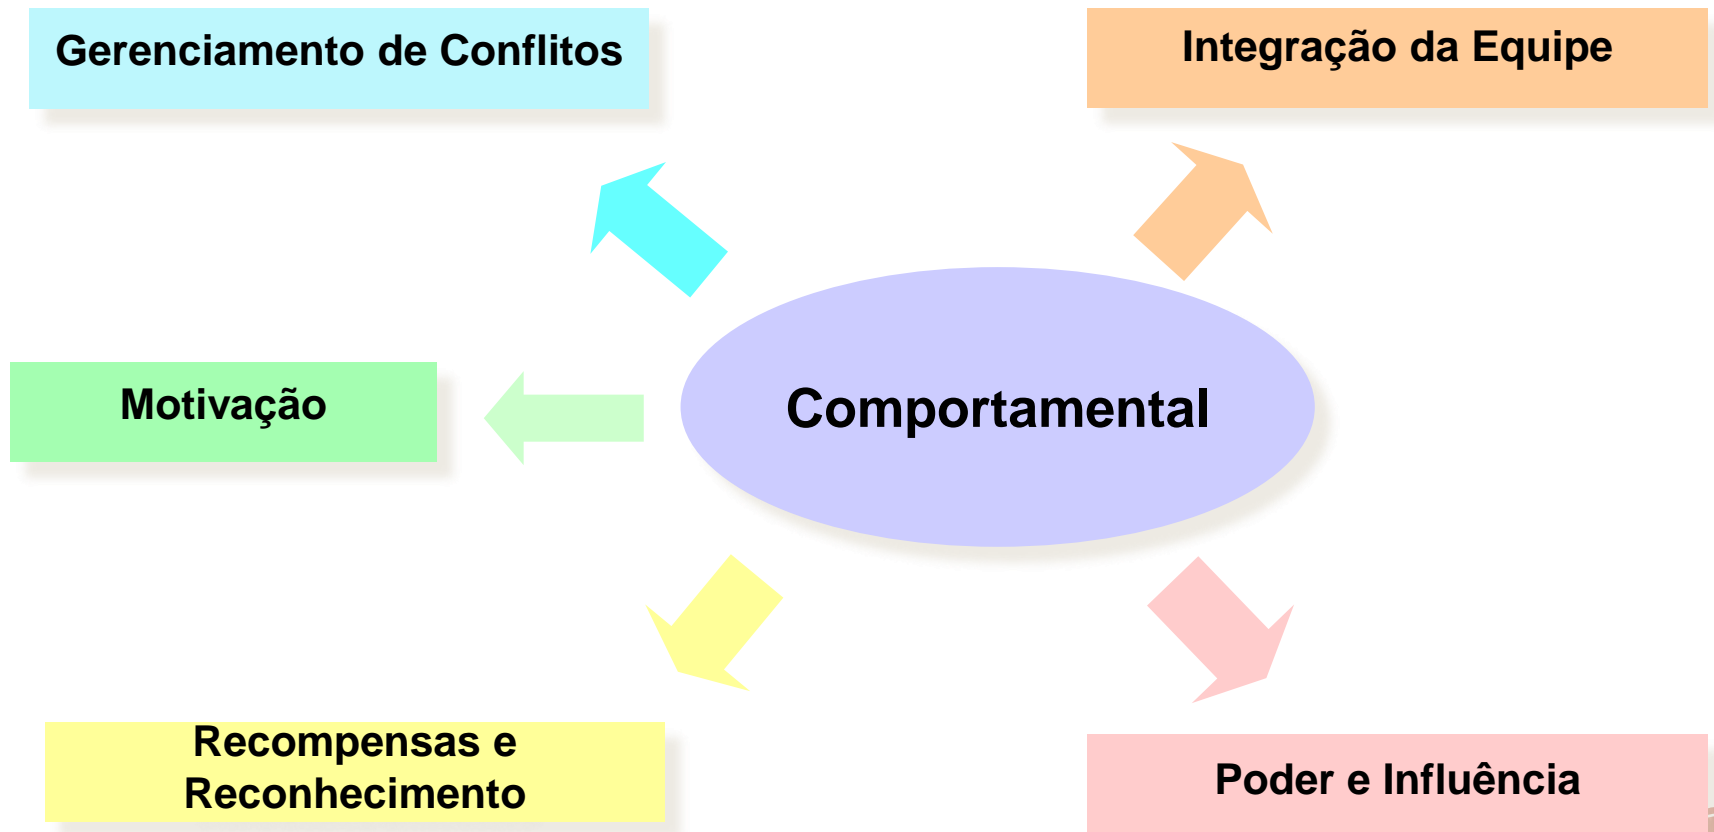 Gerenciamento de Conflitos
Integração da Equipe
Motivação
Comportamental
Recompensas e
Reconhecimento
Poder e Influência